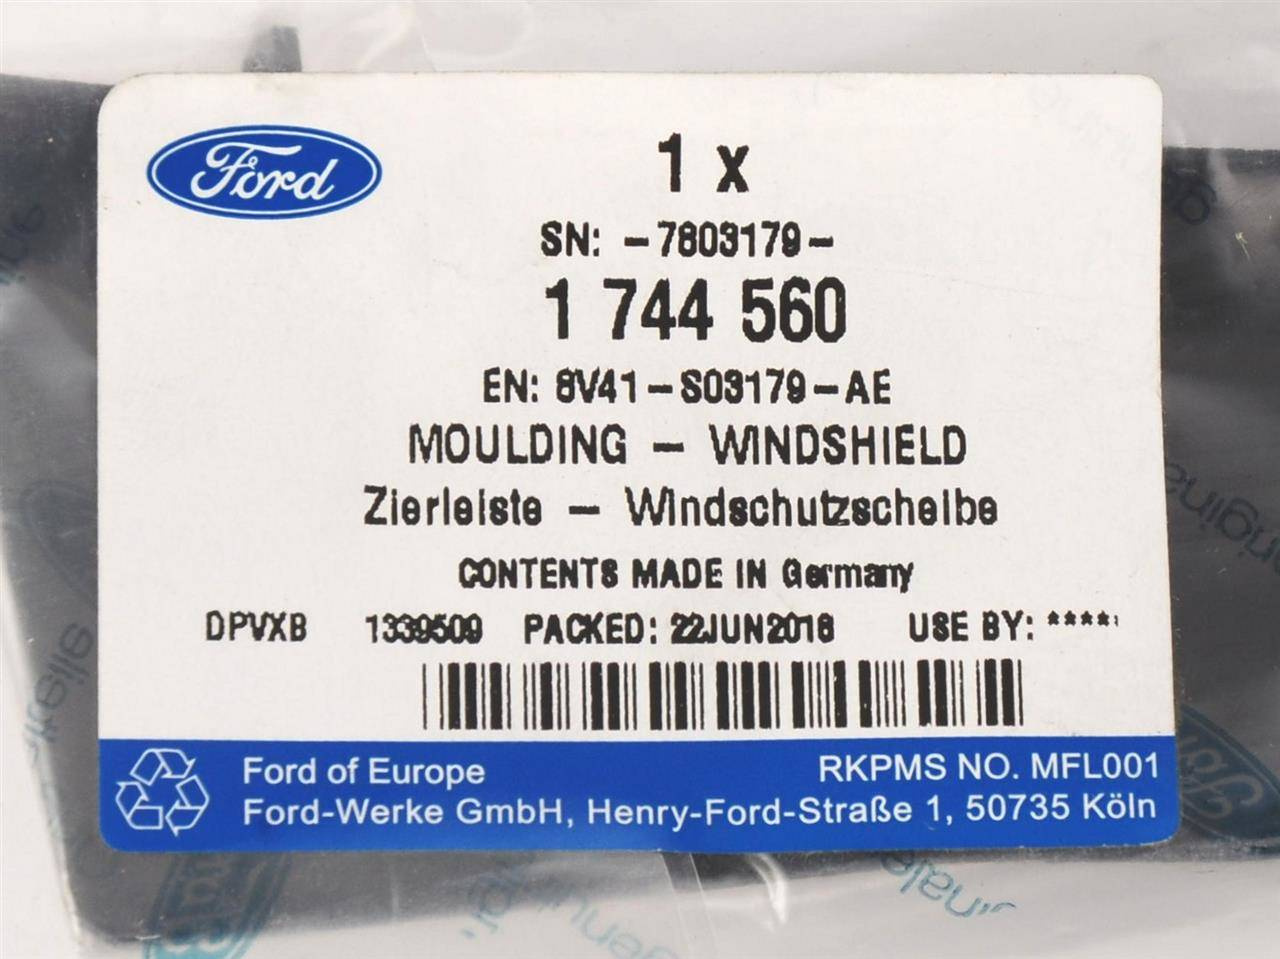 Ford
1 x
SN: -7803179-
1 744 560
EN: 8V41-S03179-AE
MOULDING - WINDSHIELD
Zierleiste - Windschutzscheibe
CONTENTS MADE IN Germany
DPVXB 1339509 PACKED: 22JUN2018 USE BY: ****
Ford of Europe RKPMS NO. MFL001
Ford-Werke GmbH, Henry-Ford-Straße 1, 50735 Köln